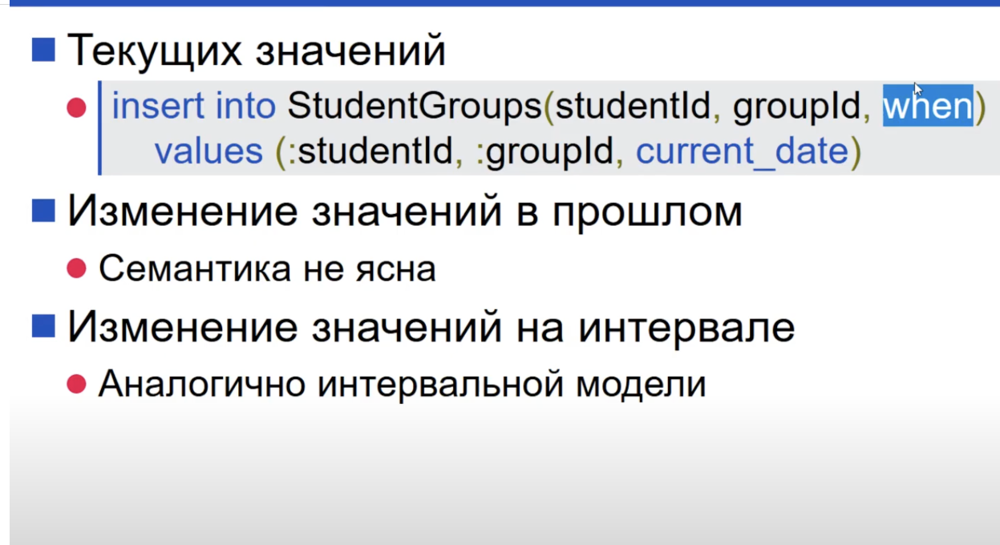 Текущих значений
insert into StudentGroups(studentId, groupId, when)
values (:studentId, :groupId, current_date)
Изменение значений в прошлом
Семантика не ясна
Изменение значений на интервале
Аналогично интервальной модели